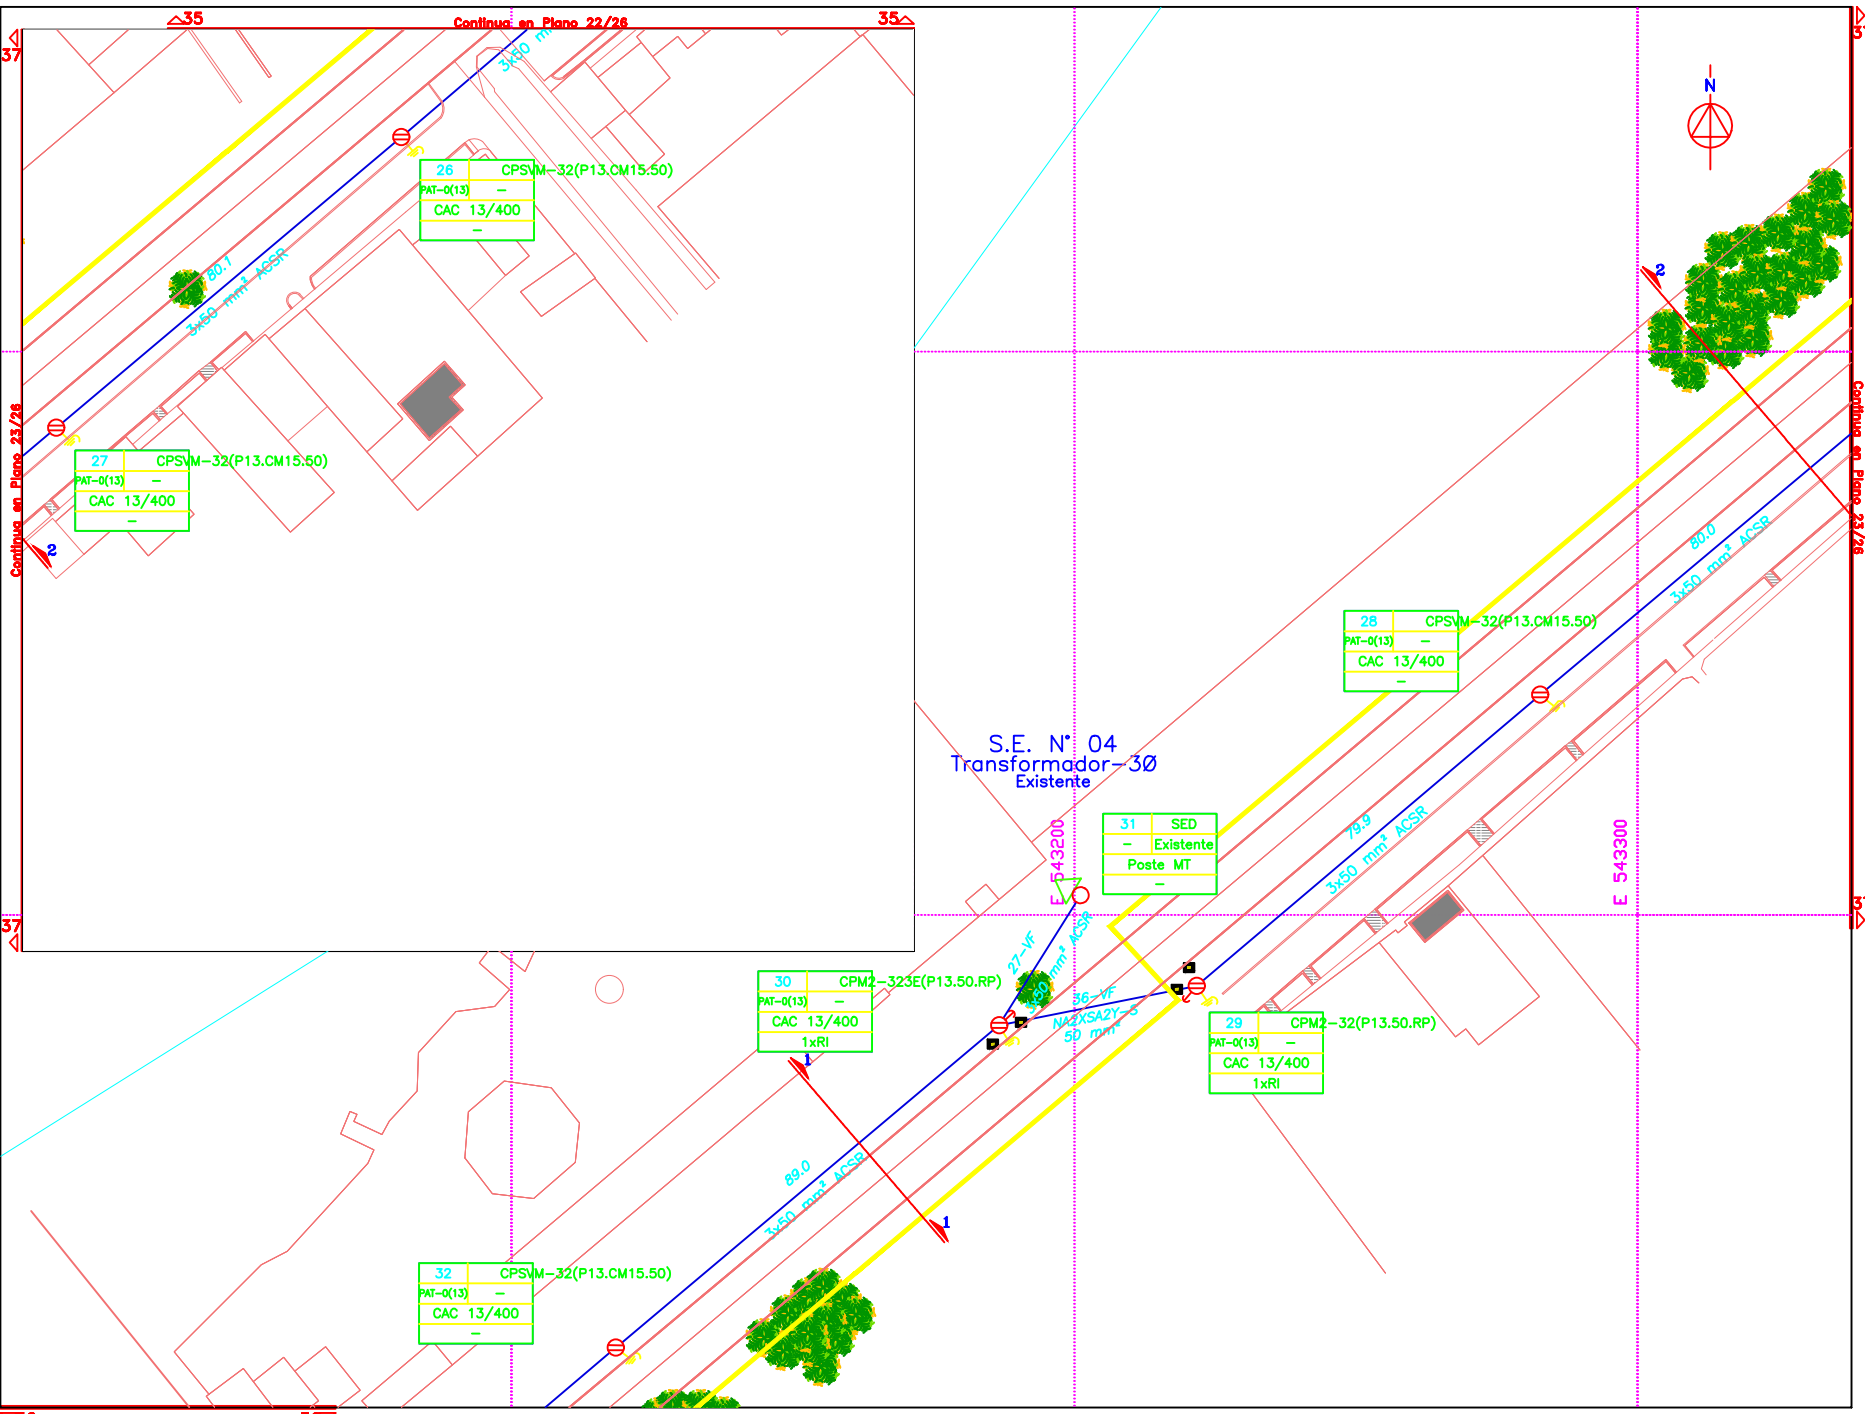 35
Continua en Plano 22/26
35
37
3x50 m
N
26 CPSVM-32(P13.CM15.50)
PAT-0(13) -
CAC 13/400
-
80.1
3x50 mm² ACSR
2
Continua en Plano 23/26
27 CPSVM-32(P13.CM15.50)
PAT-0(13) -
CAC 13/400
-
2
Continua en Plano 23/26
80.0
3x50 mm² ACSR
28 CPSVM-32(P13.CM15.50)
PAT-0(13) -
CAC 13/400
-
S.E. N° 04
Transformador-3Ø
Existente
E 543200
31 SED
- Existente
Poste MT
-
79.9
3x50 mm² ACSR
E 543300
37
27-VF
3x50 mm² ACSR
30 CPM2-323E(P13.50.RP)
PAT-0(13) -
CAC 13/400
1xRI
36-VF
NA2XSA2Y-S
50 mm²
29 CPM2-32(P13.50.RP)
PAT-0(13) -
CAC 13/400
1xRI
1
89.0
3x50 mm² ACSR
1
32 CPSVM-32(P13.CM15.50)
PAT-0(13) -
CAC 13/400
-